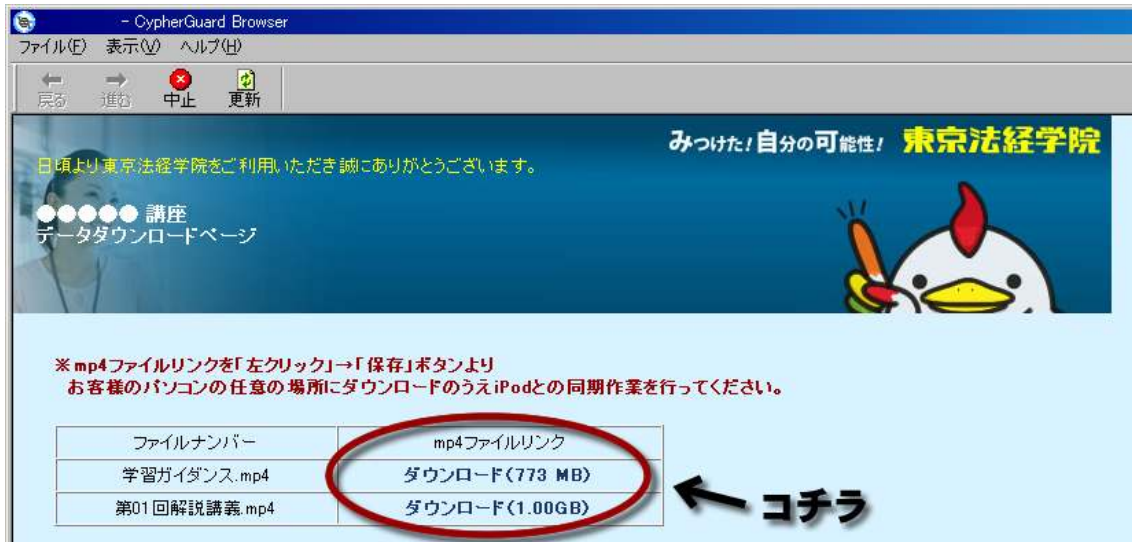 - CypherGuard Browser
ファイル(F) 表示(V) ヘルプ(H)
戻る 進む 中止 更新
みつけた!自分の可能性! 東京法経学院
日頃より東京法経学院をご利用いただき誠にありがとうございます。
●●●●● 講座
データダウンロードページ
※mp4ファイルリンクを「左クリック」→「保存」ボタンより
お客様のパソコンの任意の場所にダウンロードのうえiPodとの同期作業を行ってください。
ファイルナンバー mp4ファイルリンク
学習ガイダンス.mp4 ダウンロード(773 MB)
第01回解説講義.mp4 ダウンロード(1.00GB)
コチラ